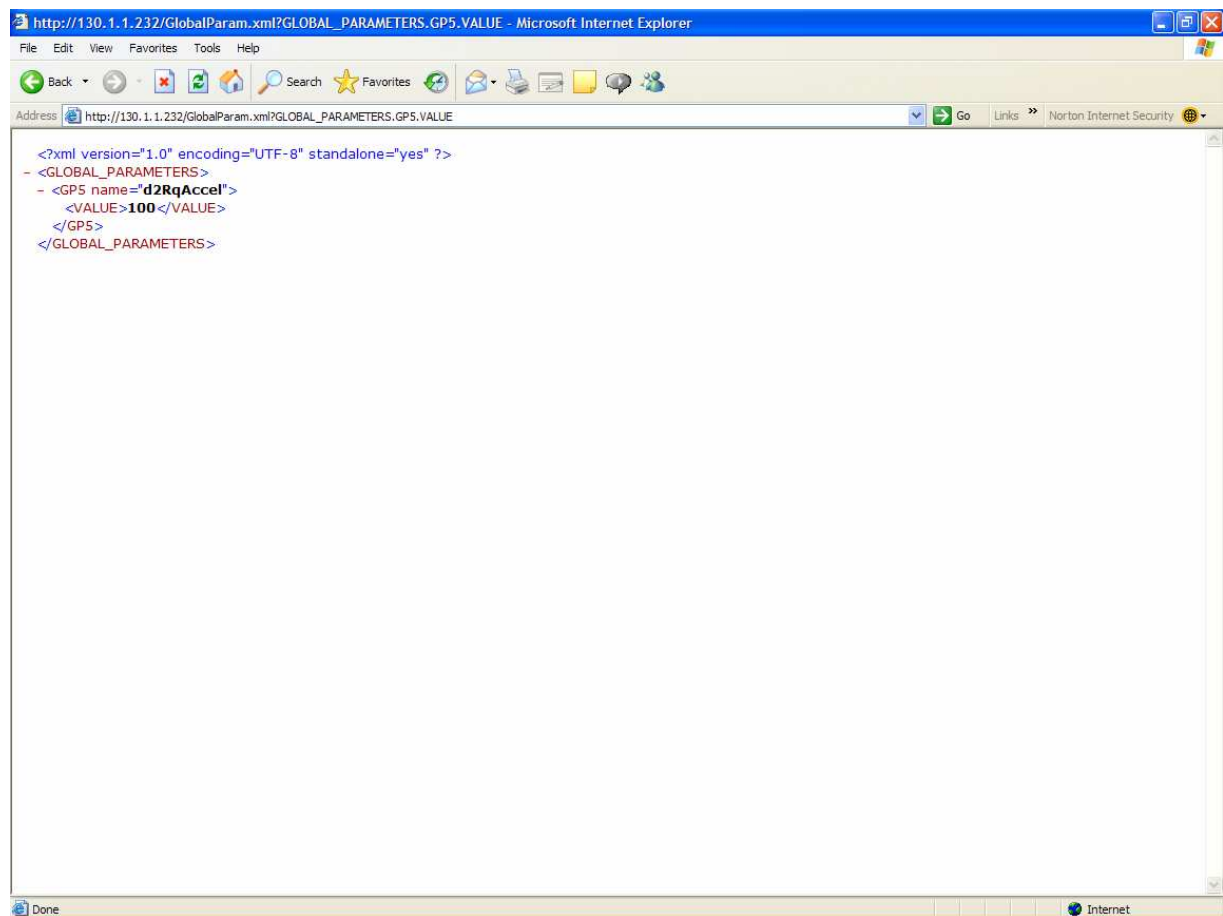 http://130.1.1.232/GlobalParam.xml?GLOBAL_PARAMETERS.GP5.VALUE - Microsoft Internet Explorer
File Edit View Favorites Tools Help
Back Search Favorites
Address http://130.1.1.232/GlobalParam.xml?GLOBAL_PARAMETERS.GP5.VALUE Go Links » Norton Internet Security
<?xml version="1.0" encoding="UTF-8" standalone="yes" ?>
- <GLOBAL_PARAMETERS>
- <GP5 name="d2RqAccel">
<VALUE>100</VALUE>
</GP5>
</GLOBAL_PARAMETERS>
Done Internet